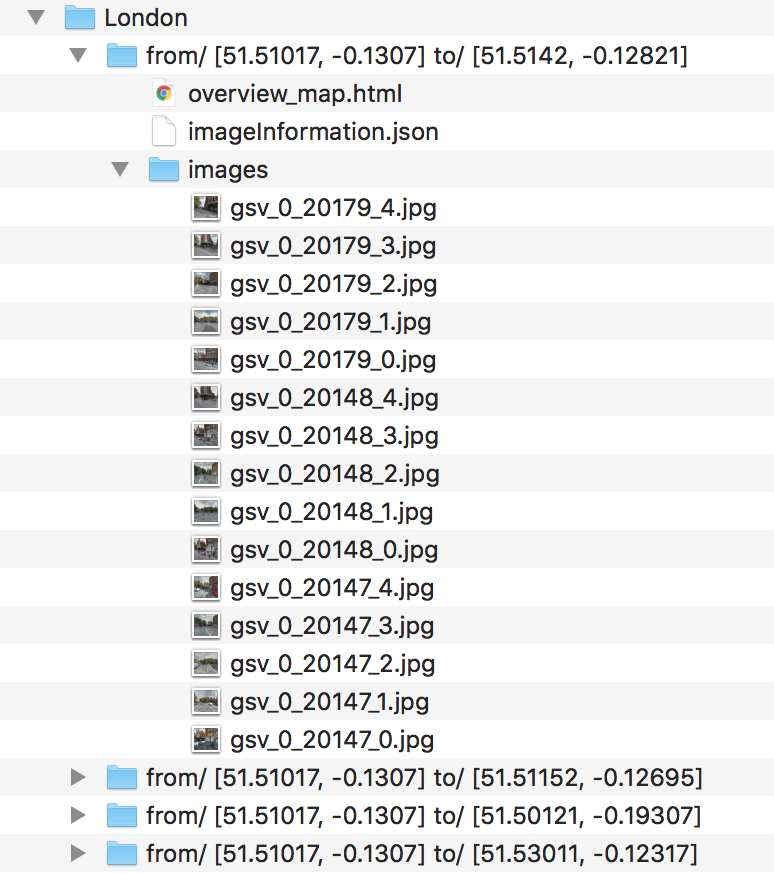 London
from/ [51.51017, -0.1307] to/ [51.5142, -0.12821]
overview_map.html
imageInformation.json
images
gsv_0_20179_4.jpg
gsv_0_20179_3.jpg
gsv_0_20179_2.jpg
gsv_0_20179_1.jpg
gsv_0_20179_0.jpg
gsv_0_20148_4.jpg
gsv_0_20148_3.jpg
gsv_0_20148_2.jpg
gsv_0_20148_1.jpg
gsv_0_20148_0.jpg
gsv_0_20147_4.jpg
gsv_0_20147_3.jpg
gsv_0_20147_2.jpg
gsv_0_20147_1.jpg
gsv_0_20147_0.jpg
from/ [51.51017, -0.1307] to/ [51.51152, -0.12695]
from/ [51.51017, -0.1307] to/ [51.50121, -0.19307]
from/ [51.51017, -0.1307] to/ [51.53011, -0.12317]